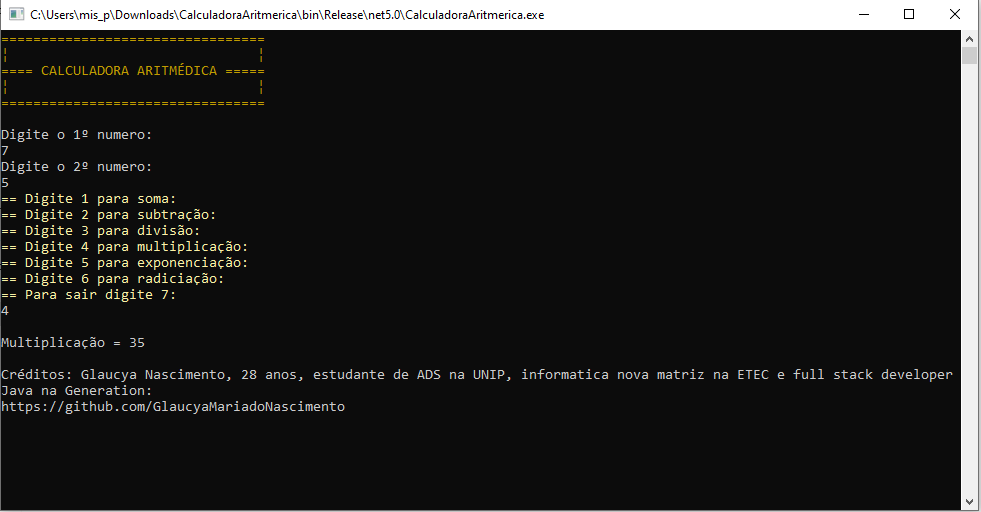 C:\Users\mis_p\Downloads\CalculadoraAritmerica\bin\Release\net5.0\CalculadoraAritmerica.exe
=================================
¦                               ¦
==== CALCULADORA ARITMÉDICA =====
¦                               ¦
=================================
Digite o 1º numero:
7
Digite o 2º numero:
5
== Digite 1 para soma:
== Digite 2 para subtração:
== Digite 3 para divisão:
== Digite 4 para multiplicação:
== Digite 5 para exponenciação:
== Digite 6 para radiciação:
== Para sair digite 7:
4
Multiplicação = 35
Créditos: Glaucya Nascimento, 28 anos, estudante de ADS na UNIP, informatica nova matriz na ETEC e full stack developer
Java na Generation:
https://github.com/GlaucyaMariadoNascimento